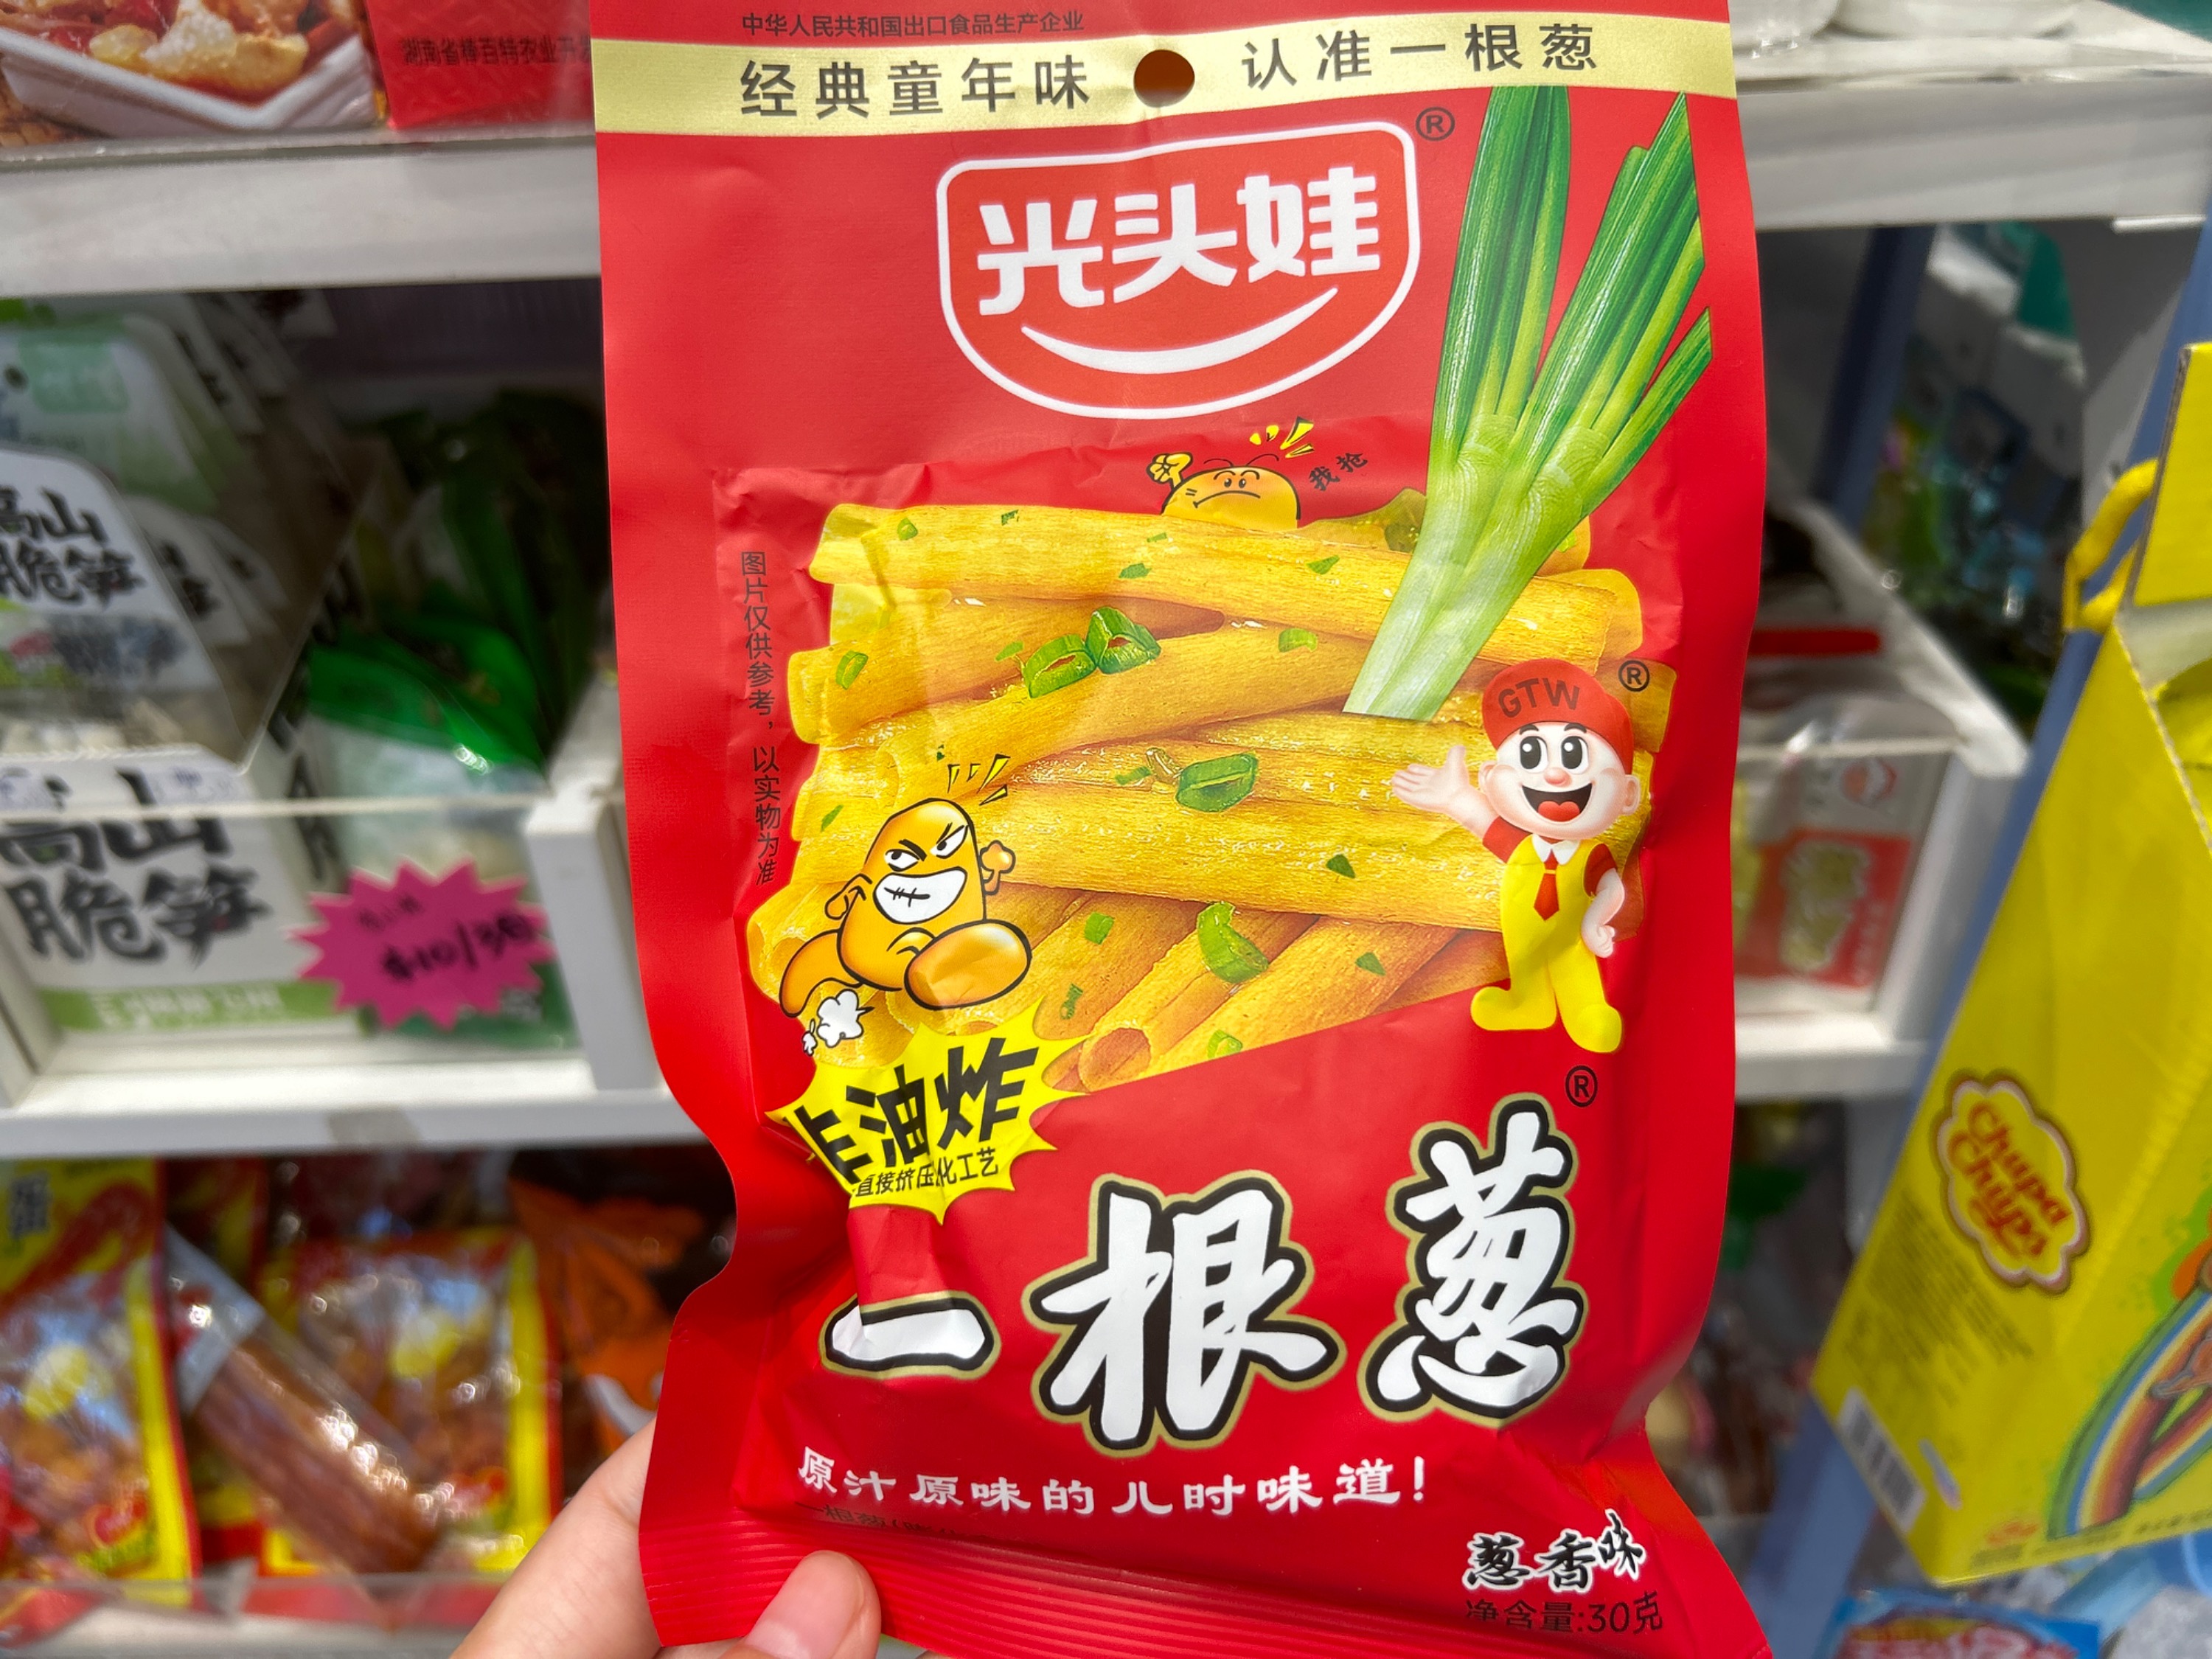 中华人民共和国出口食品生产企业
经典童年味 认准一根葱
光头娃
®
我抢
图片仅供参考，以实物为准
GTW
®
非油炸
直接挤压化工艺
一根葱
®
原汁原味的儿时味道！
葱香味
净含量:30克
高山
脆笋
高山
脆笋
Chupa
Chups